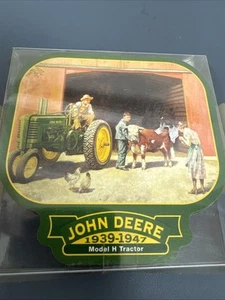 JOHN DEERE
1939-1947
Model H Tractor